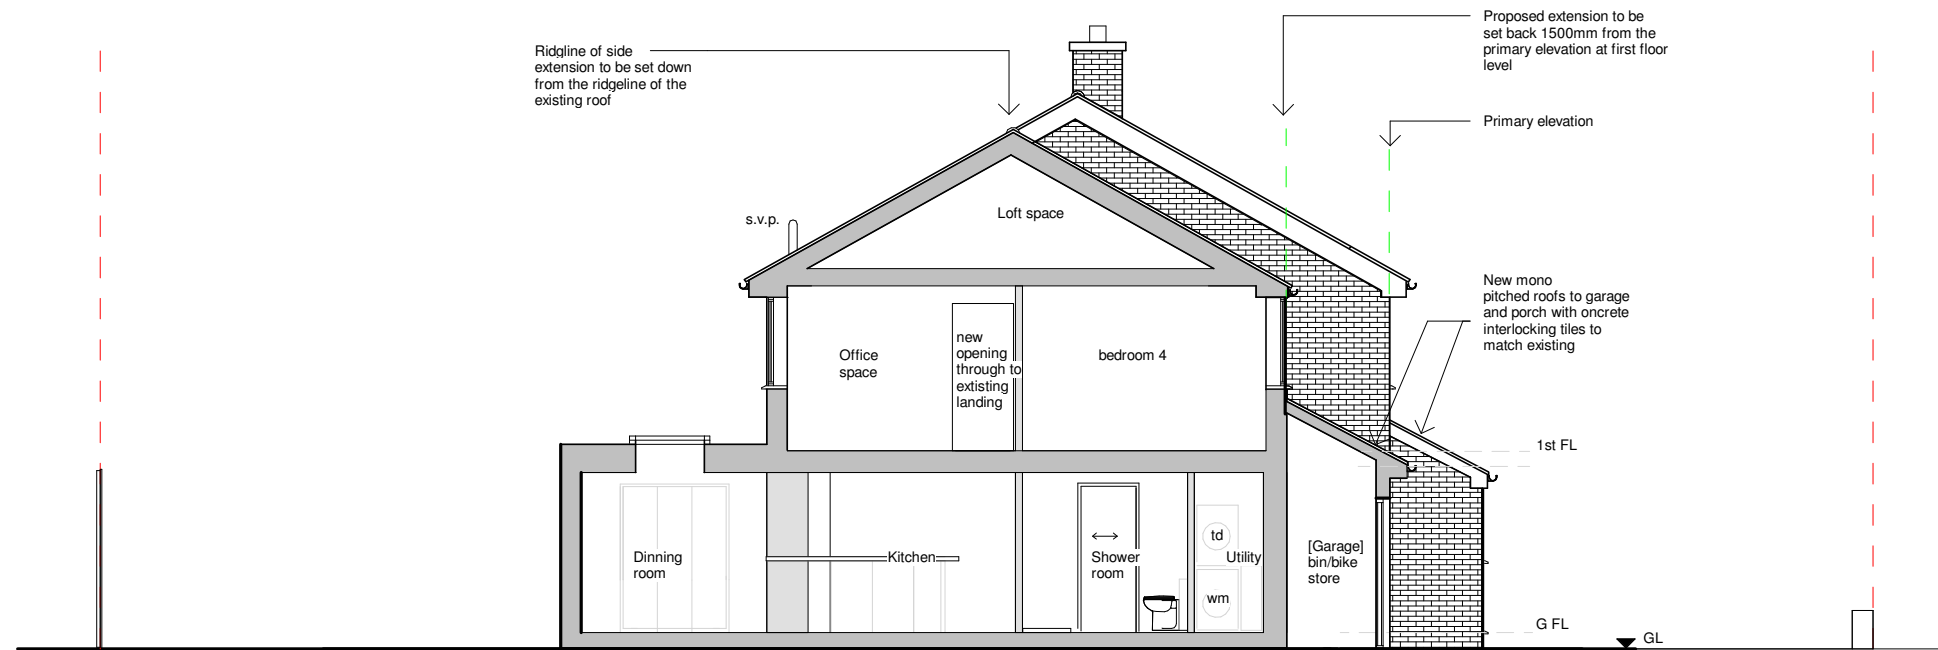 Proposed extension to be
set back 1500mm from the
primary elevation at first floor
level
Ridgline of side
extension to be set down
from the ridgeline of the
existing roof
Primary elevation
s.v.p.
Loft space
New mono
pitched roofs to garage
and porch with oncrete
interlocking tiles to
match existing
Office
space
new
opening
through to
extisting
landing
bedroom 4
1st FL
Dinning
room
Kitchen
Shower
room
td
Utility
wm
[Garage]
bin/bike
store
G FL
GL